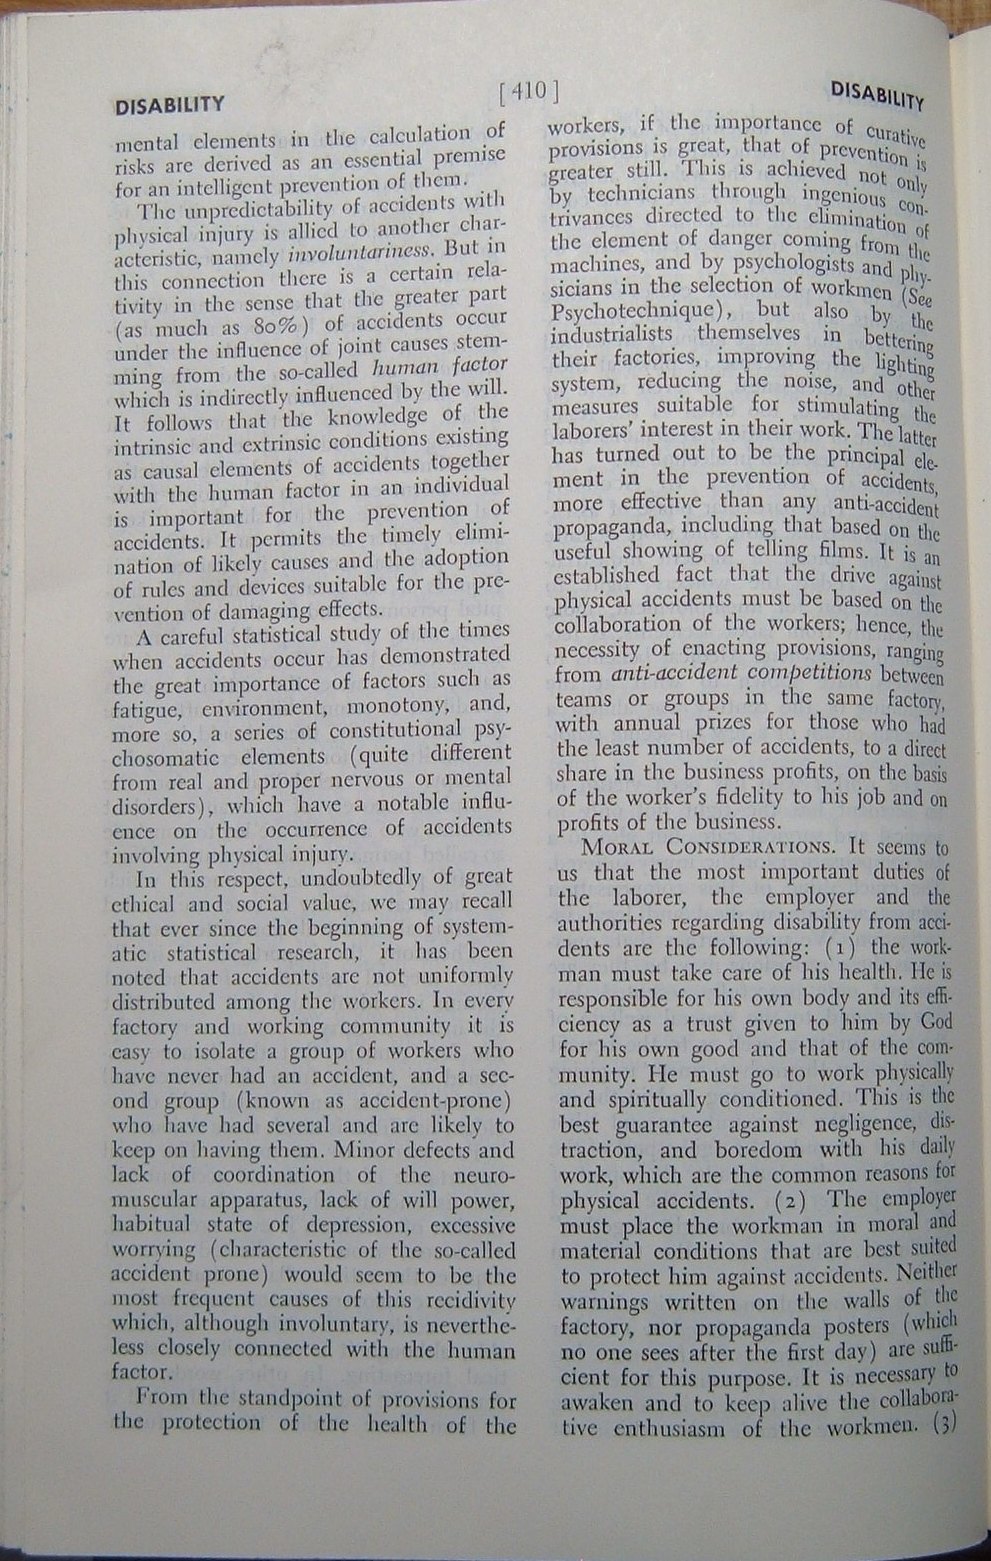 DISABILITY
[ 410 ]
DISABILITY
mental elements in the calculation of
risks are derived as an essential premise
for an intelligent prevention of them.
The unpredictability of accidents with
physical injury is allied to another char-
acteristic, namely involuntariness. But in
this connection there is a certain rela-
tivity in the sense that the greater part
(as much as 80%) of accidents occur
under the influence of joint causes stem-
ming from the so-called human factor
which is indirectly influenced by the will.
It follows that the knowledge of the
intrinsic and extrinsic conditions existing
as causal elements of accidents together
with the human factor in an individual
is important for the prevention of
accidents. It permits the timely elimi-
nation of likely causes and the adoption
of rules and devices suitable for the pre-
vention of damaging effects.
A careful statistical study of the times
when accidents occur has demonstrated
the great importance of factors such as
fatigue, environment, monotony, and,
more so, a series of constitutional psy-
chosomatic elements (quite different
from real and proper nervous or mental
disorders), which have a notable influ-
ence on the occurrence of accidents
involving physical injury.
In this respect, undoubtedly of great
ethical and social value, we may recall
that ever since the beginning of system-
atic statistical research, it has been
noted that accidents are not uniformly
distributed among the workers. In every
factory and working community it is
easy to isolate a group of workers who
have never had an accident, and a sec-
ond group (known as accident-prone)
who have had several and are likely to
keep on having them. Minor defects and
lack of coordination of the neuro-
muscular apparatus, lack of will power,
habitual state of depression, excessive
worrying (characteristic of the so-called
accident prone) would seem to be the
most frequent causes of this recidivity
which, although involuntary, is neverthe-
less closely connected with the human
factor.
From the standpoint of provisions for
the protection of the health of the
workers, if the importance of curative
provisions is great, that of prevention is
greater still. This is achieved not only
by technicians through ingenious con-
trivances directed to the elimination of
the element of danger coming from the
machines, and by psychologists and phy-
sicians in the selection of workmen (See
Psychotechnique), but also by the
industrialists themselves in bettering
their factories, improving the lighting
system, reducing the noise, and other
measures suitable for stimulating the
laborers' interest in their work. The latter
has turned out to be the principal ele-
ment in the prevention of accidents,
more effective than any anti-accident
propaganda, including that based on the
useful showing of telling films. It is an
established fact that the drive against
physical accidents must be based on the
collaboration of the workers; hence, the
necessity of enacting provisions, ranging
from anti-accident competitions between
teams or groups in the same factory,
with annual prizes for those who had
the least number of accidents, to a direct
share in the business profits, on the basis
of the worker's fidelity to his job and on
profits of the business.
MORAL CONSIDERATIONS. It seems to
us that the most important duties of
the laborer, the employer and the
authorities regarding disability from acci-
dents are the following: (1) the work-
man must take care of his health. He is
responsible for his own body and its effi-
ciency as a trust given to him by God
for his own good and that of the com-
munity. He must go to work physically
and spiritually conditioned. This is the
best guarantee against negligence, dis-
traction, and boredom with his daily
work, which are the common reasons for
physical accidents. (2) The employer
must place the workman in moral and
material conditions that are best suited
to protect him against accidents. Neither
warnings written on the walls of the
factory, nor propaganda posters (which
no one sees after the first day) are suffi-
cient for this purpose. It is necessary to
awaken and to keep alive the collabora-
tive enthusiasm of the workmen. (3)